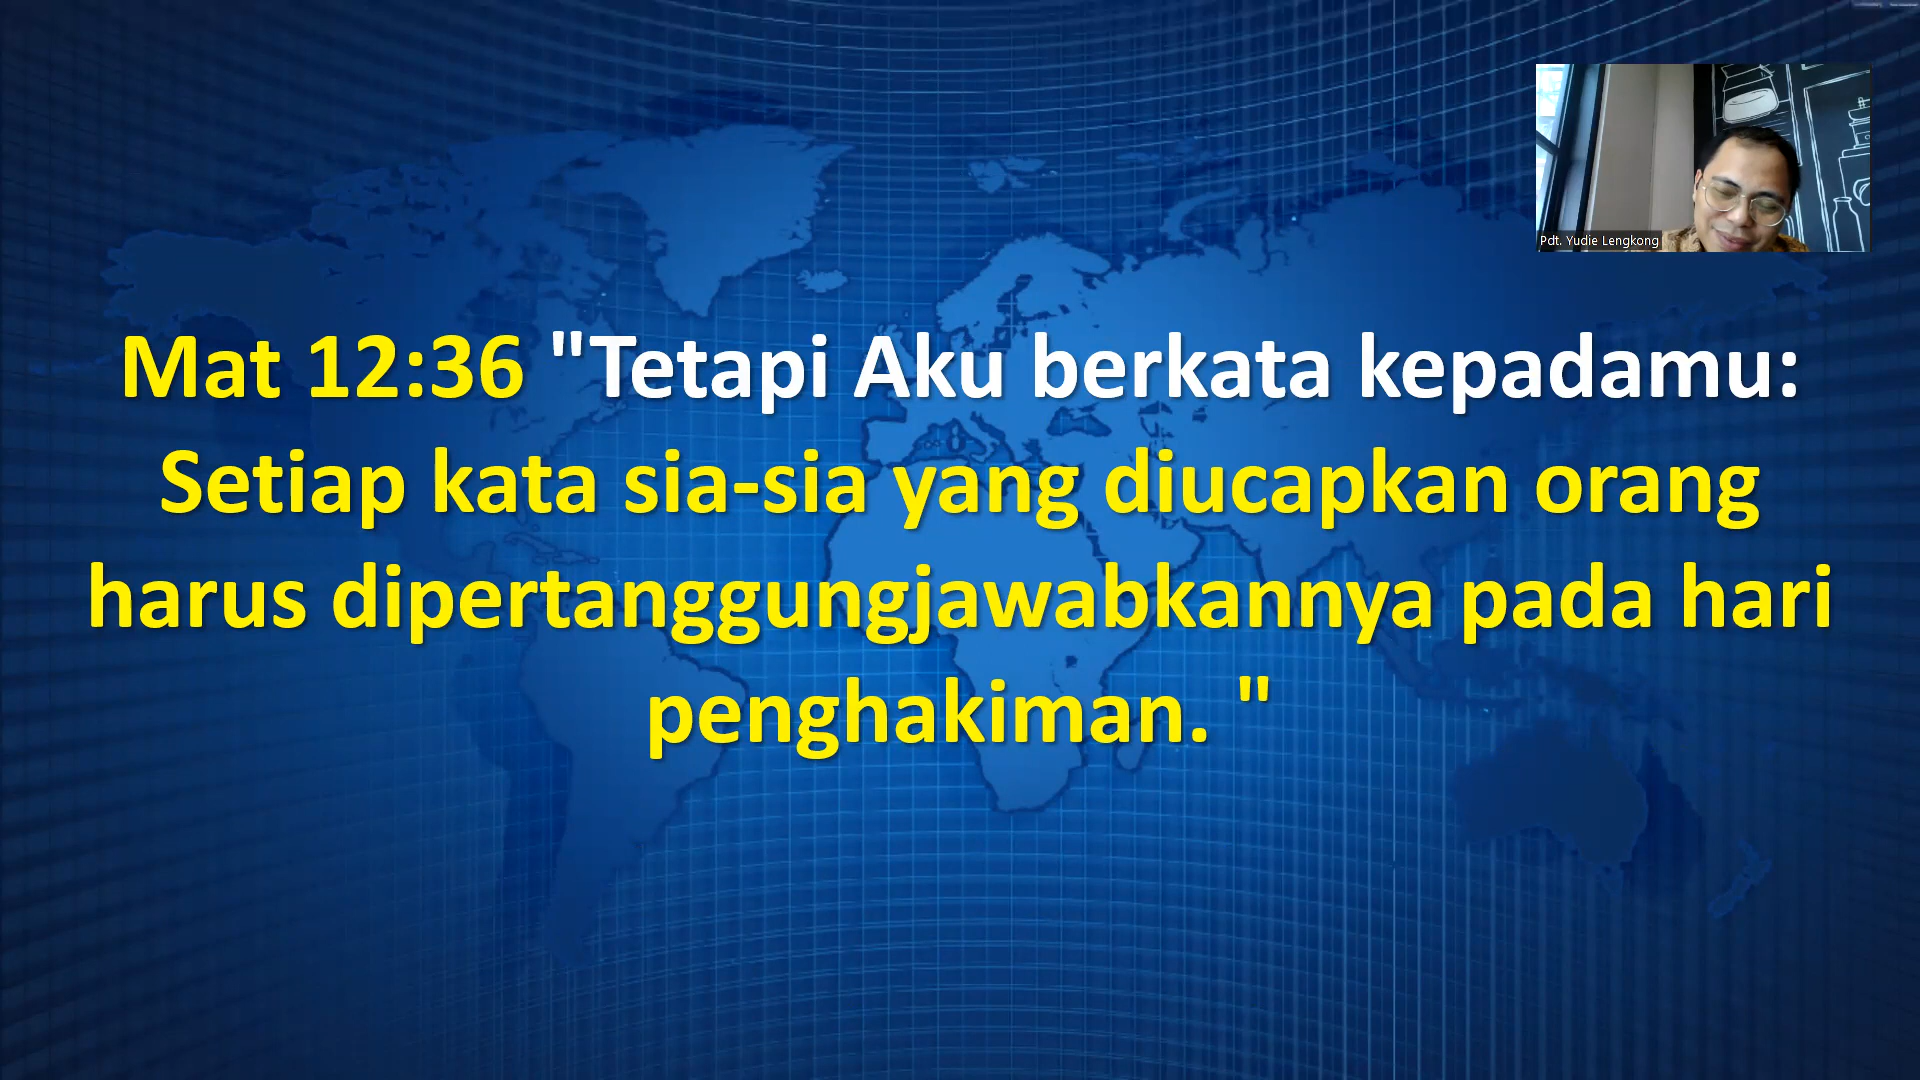 Pdt. Yudie Lengkong
Mat 12:36 "Tetapi Aku berkata kepadamu:
Setiap kata sia-sia yang diucapkan orang
harus dipertanggungjawabkannya pada hari
penghakiman. "